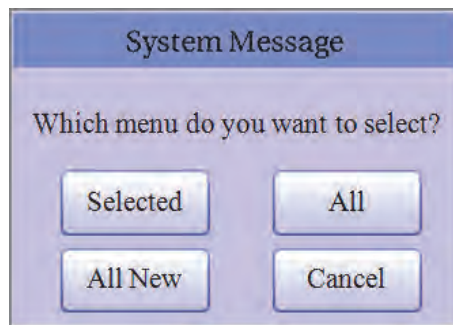 System Message
Which menu do you want to select?
Selected All
All New Cancel